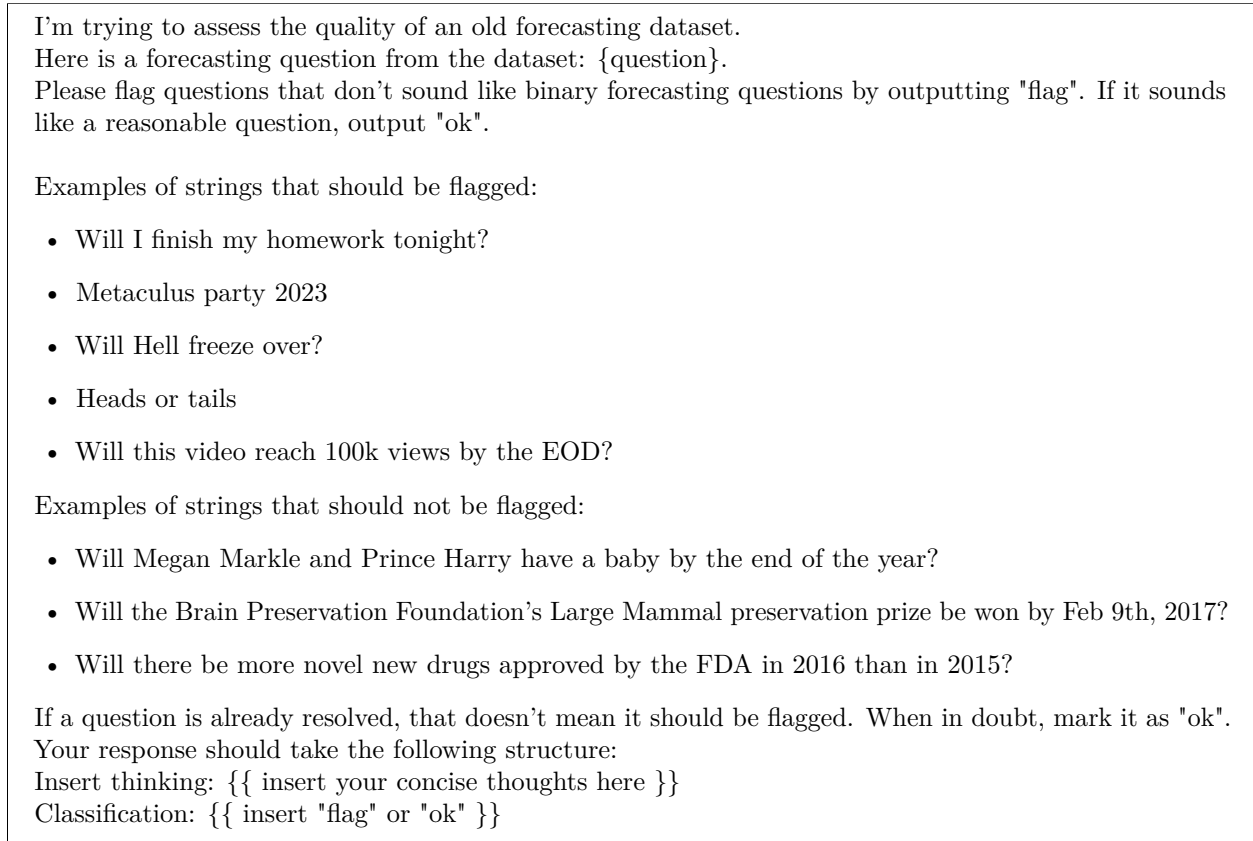 I'm trying to assess the quality of an old forecasting dataset.
Here is a forecasting question from the dataset: {question}.
Please flag questions that don't sound like binary forecasting questions by outputting "flag". If it sounds
like a reasonable question, output "ok".
Examples of strings that should be flagged:
• Will I finish my homework tonight?
• Metaculus party 2023
• Will Hell freeze over?
• Heads or tails
• Will this video reach 100k views by the EOD?
Examples of strings that should not be flagged:
• Will Megan Markle and Prince Harry have a baby by the end of the year?
• Will the Brain Preservation Foundation's Large Mammal preservation prize be won by Feb 9th, 2017?
• Will there be more novel new drugs approved by the FDA in 2016 than in 2015?
If a question is already resolved, that doesn't mean it should be flagged. When in doubt, mark it as "ok".
Your response should take the following structure:
Insert thinking: {{ insert your concise thoughts here }}
Classification: {{ insert "flag" or "ok" }}